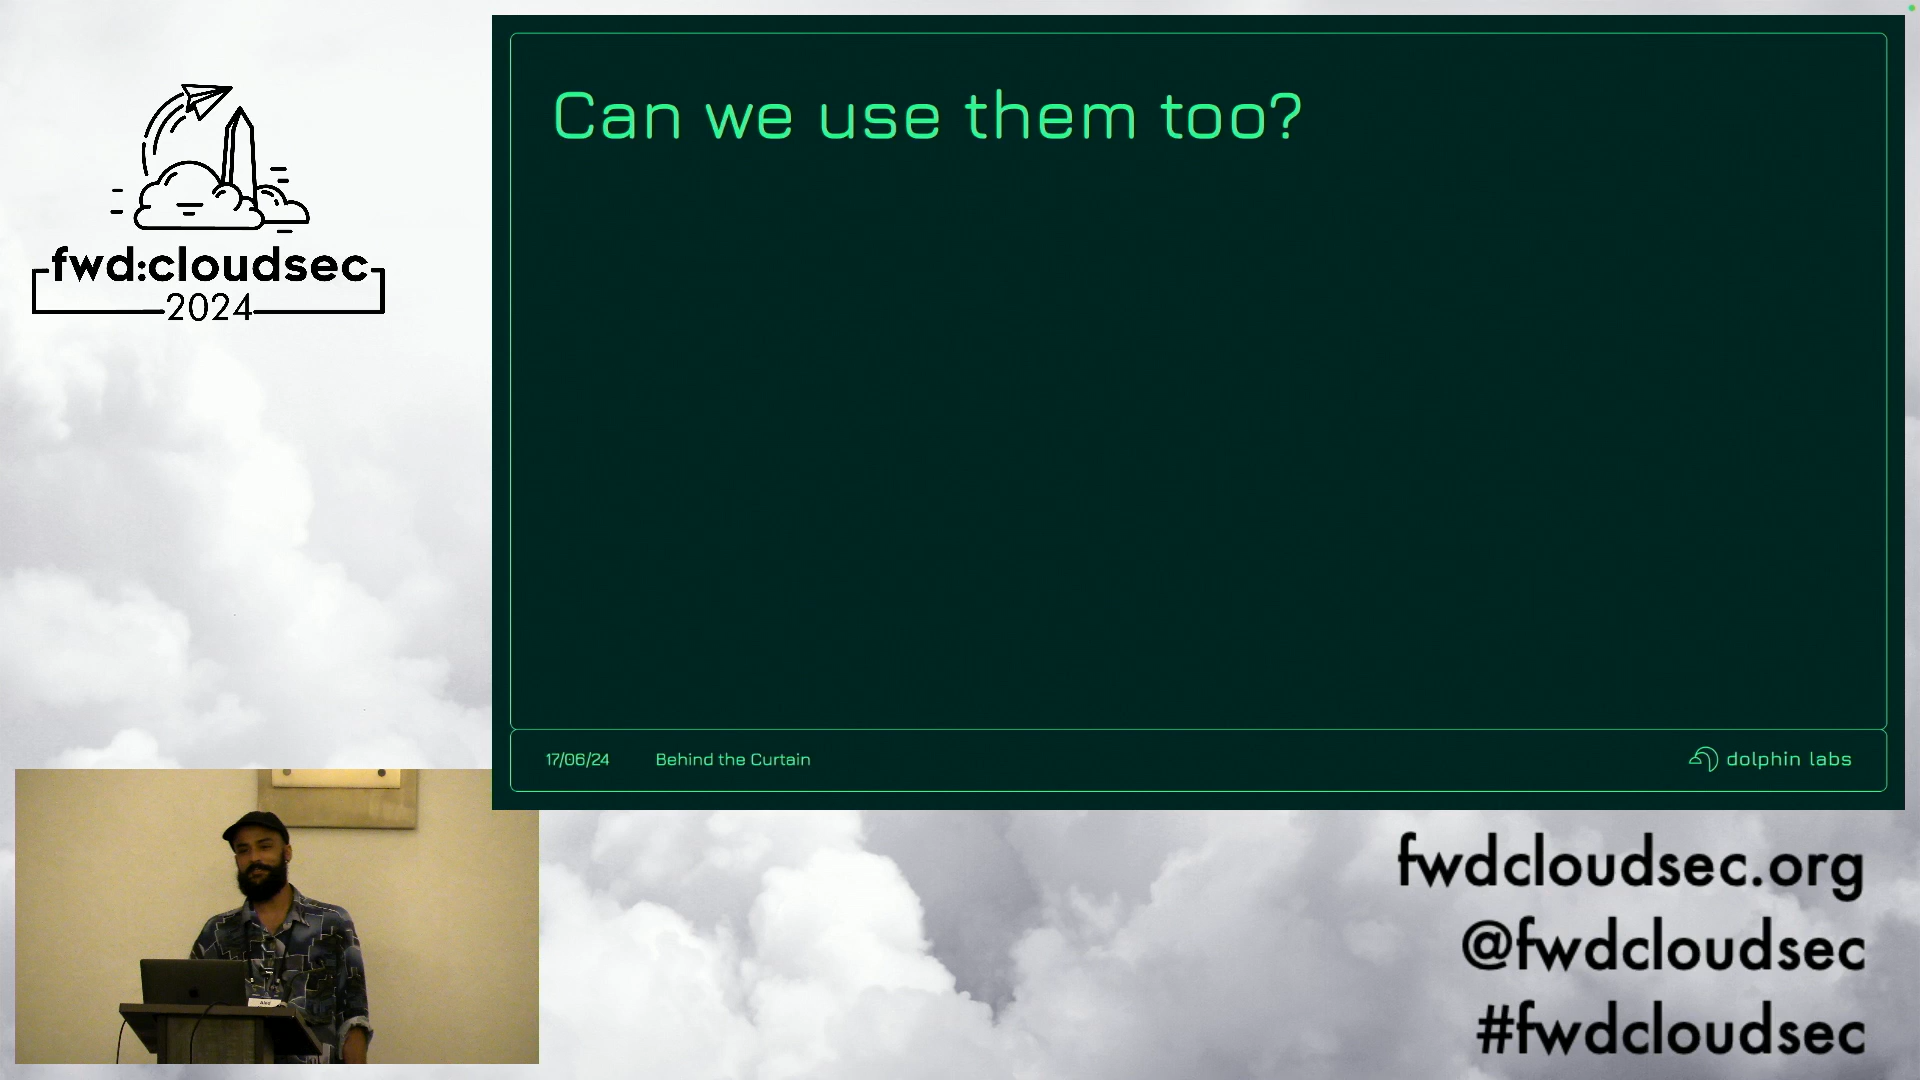 fwd:cloudsec
2024
Can we use them too?
17/06/24
Behind the Curtain
dolphin labs
fwdcloudsec.org
@fwdcloudsec
#fwdcloudsec